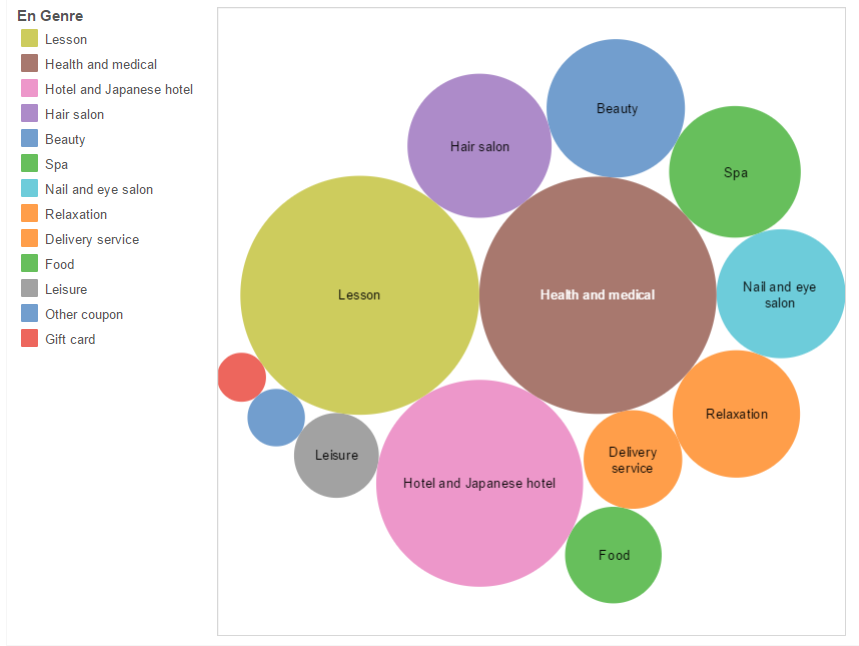 En Genre
Lesson
Health and medical
Hotel and Japanese hotel
Hair salon
Beauty
Spa
Nail and eye salon
Relaxation
Delivery service
Food
Leisure
Other coupon
Gift card
Beauty
Hair salon
Spa
Lesson
Health and medical
Nail and eye
salon
Relaxation
Leisure
Delivery
service
Hotel and Japanese hotel
Food